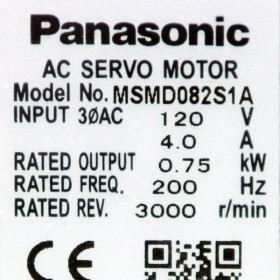 Panasonic
AC SERVO MOTOR
Model No. MSMD082S1A
INPUT 3ØAC 120 V
4.0 A
RATED OUTPUT 0.75 kW
RATED FREQ. 200 Hz
RATED REV. 3000 r/min
CE